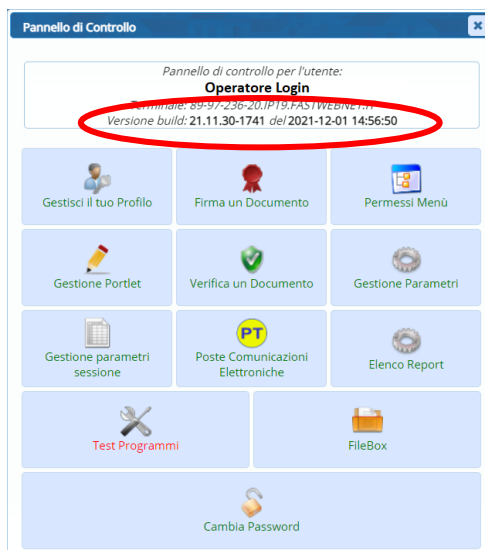 Pannello di Controllo
Pannello di controllo per l'utente:
Operatore Login
Terminale: 89-97-236-20.IP19.FASTWEBNET.IT
Versione build: 21.11.30-1741 del 2021-12-01 14:56:50
Gestisci il tuo Profilo
Firma un Documento
Permessi Menù
Gestione Portlet
Verifica un Documento
Gestione Parametri
Gestione parametri
sessione
PT
Poste Comunicazioni
Elettroniche
Elenco Report
Test Programmi
FileBox
Cambia Password